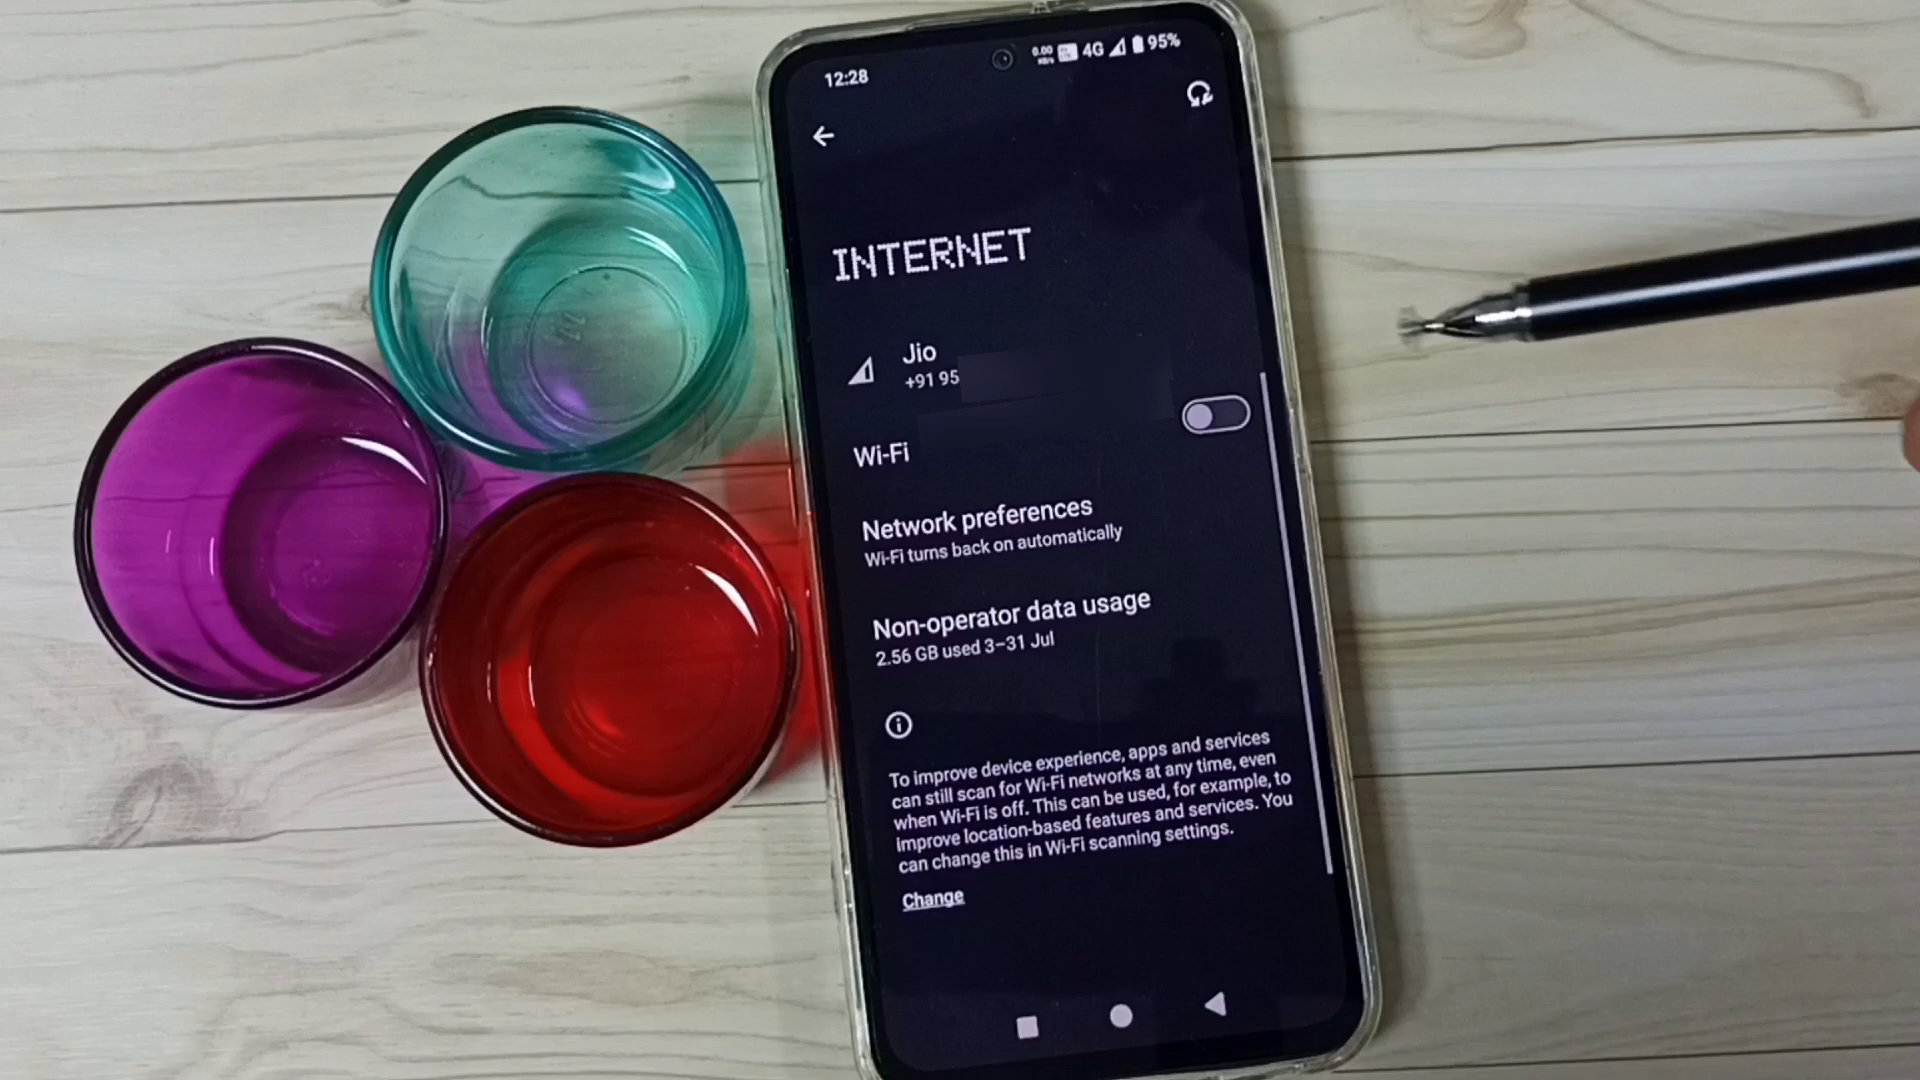 12:28
0.00
KB/s
4G
95%
INTERNET
Jio
+91 95
Wi-Fi
Network preferences
Wi-Fi turns back on automatically
Non-operator data usage
2.56 GB used 3–31 Jul
To improve device experience, apps and services
can still scan for Wi-Fi networks at any time, even
when Wi-Fi is off. This can be used, for example, to
improve location-based features and services. You
can change this in Wi-Fi scanning settings.
Change